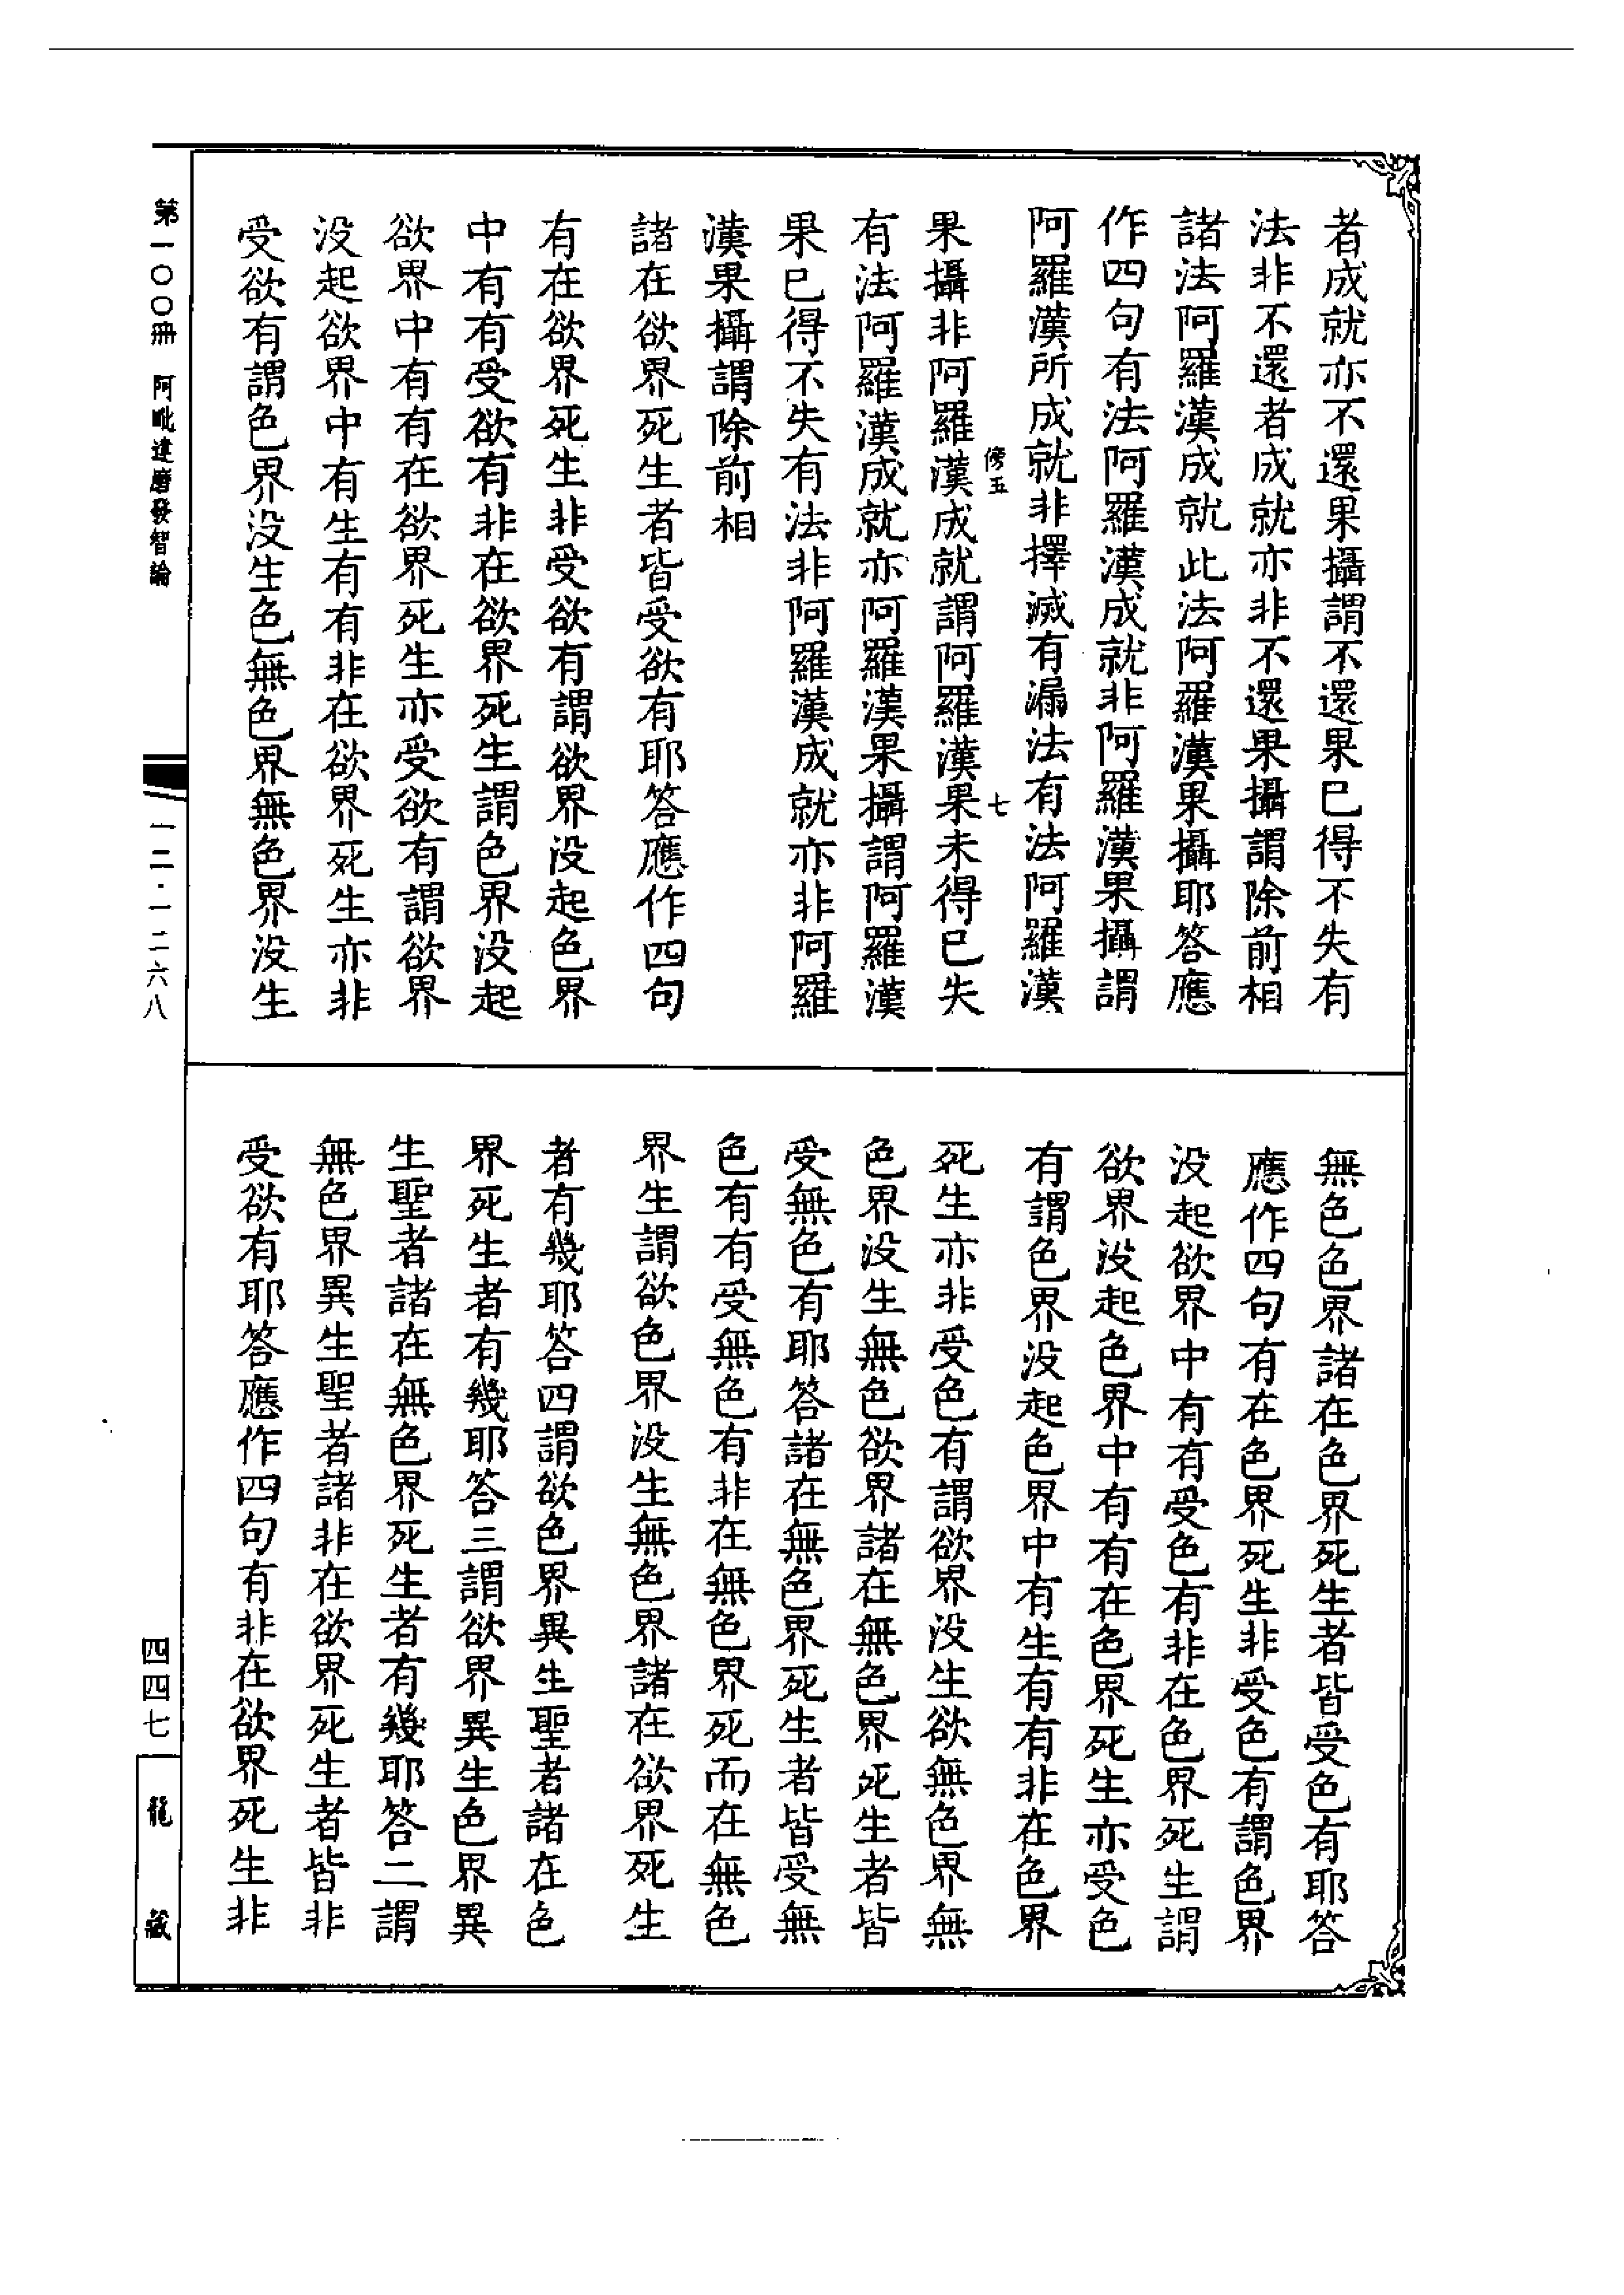 者成就亦不還果攝謂不還果已得不失有
法非不還者成就亦非不還果攝謂除前相
諸法阿羅漢成就此法阿羅漢果攝耶答應
作四句有法阿羅漢成就非阿羅漢果攝謂
阿羅漢所成就非擇滅有漏法有法阿羅漢
傍五 七
果攝非阿羅漢成就謂阿羅漢果未得已失
有法阿羅漢成就亦阿羅漢果攝謂阿羅漢
果已得不失有法非阿羅漢成就亦非阿羅
漢果攝謂除前相
諸在欲界死生者皆受欲有耶答應作四句
有在欲界死生非受欲有謂欲界没起色界
中有有受欲有非在欲界死生謂色界没起
欲界中有有在欲界死生亦受欲有謂欲界
没起欲界中有生有有非在欲界死生亦非
受欲有謂色界没生色無色界無色界没生
無色色界諸在色界死生者皆受色有耶答
應作四句有在色界死生非受色有謂色界
没起欲界中有有受色有非在色界死生謂
欲界没起色界中有有在色界死生亦受色
有謂色界没起色界中有生有有非在色界
死生亦非受色有謂欲界没生欲無色界無
色界没生無色欲界諸在無色界死生者皆
受無色有耶答諸在無色界死生者皆受無
色有有受無色有非在無色界死而在無色
界生謂欲色界没生無色界諸在欲界死生
者有幾耶答四謂欲色界異生聖者諸在色
界死生者有幾耶答三謂欲界異生色界異
生聖者諸在無色界死生者有幾耶答二謂
無色界異生聖者諸非在欲界死生者皆非
受欲有耶答應作四句有非在欲界死生非
第一〇〇冊 阿毗達磨發智論
一二·一二六八
四四七
龍藏